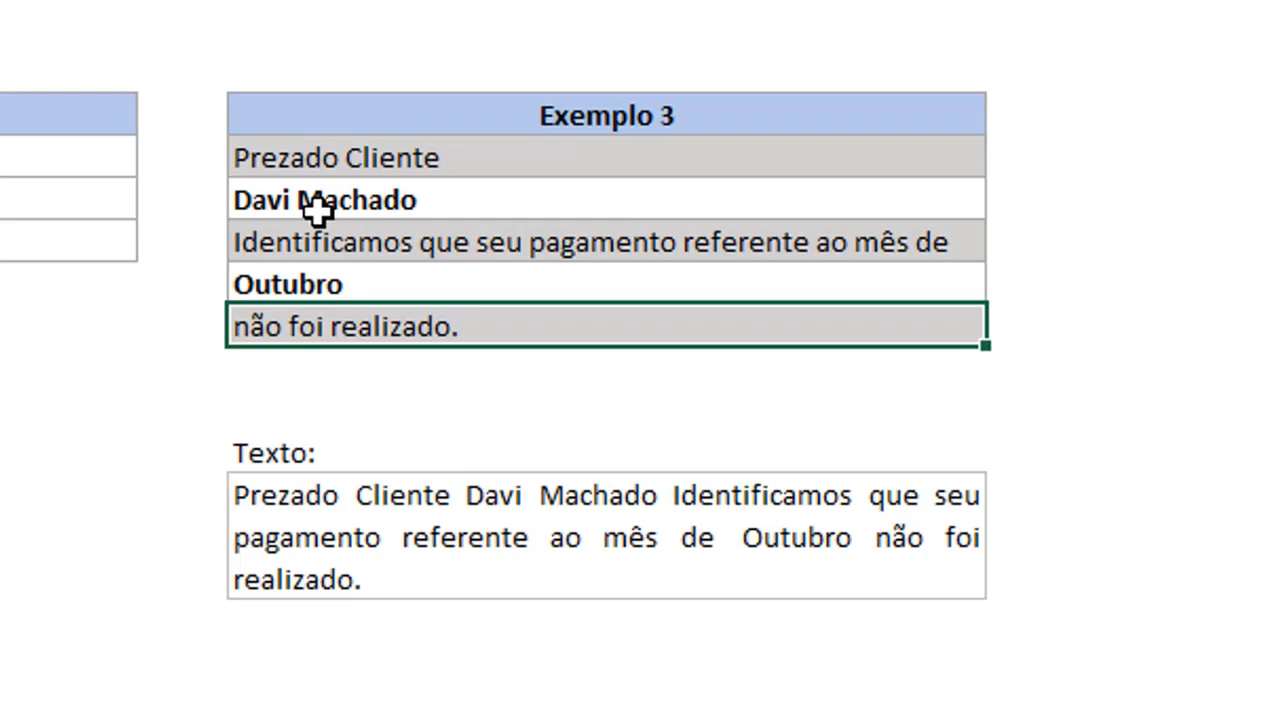 Exemplo 3
Prezado Cliente
Davi Machado
Identificamos que seu pagamento referente ao mês de
Outubro
não foi realizado.
Texto:
Prezado Cliente Davi Machado Identificamos que seu
pagamento referente ao mês de Outubro não foi
realizado.